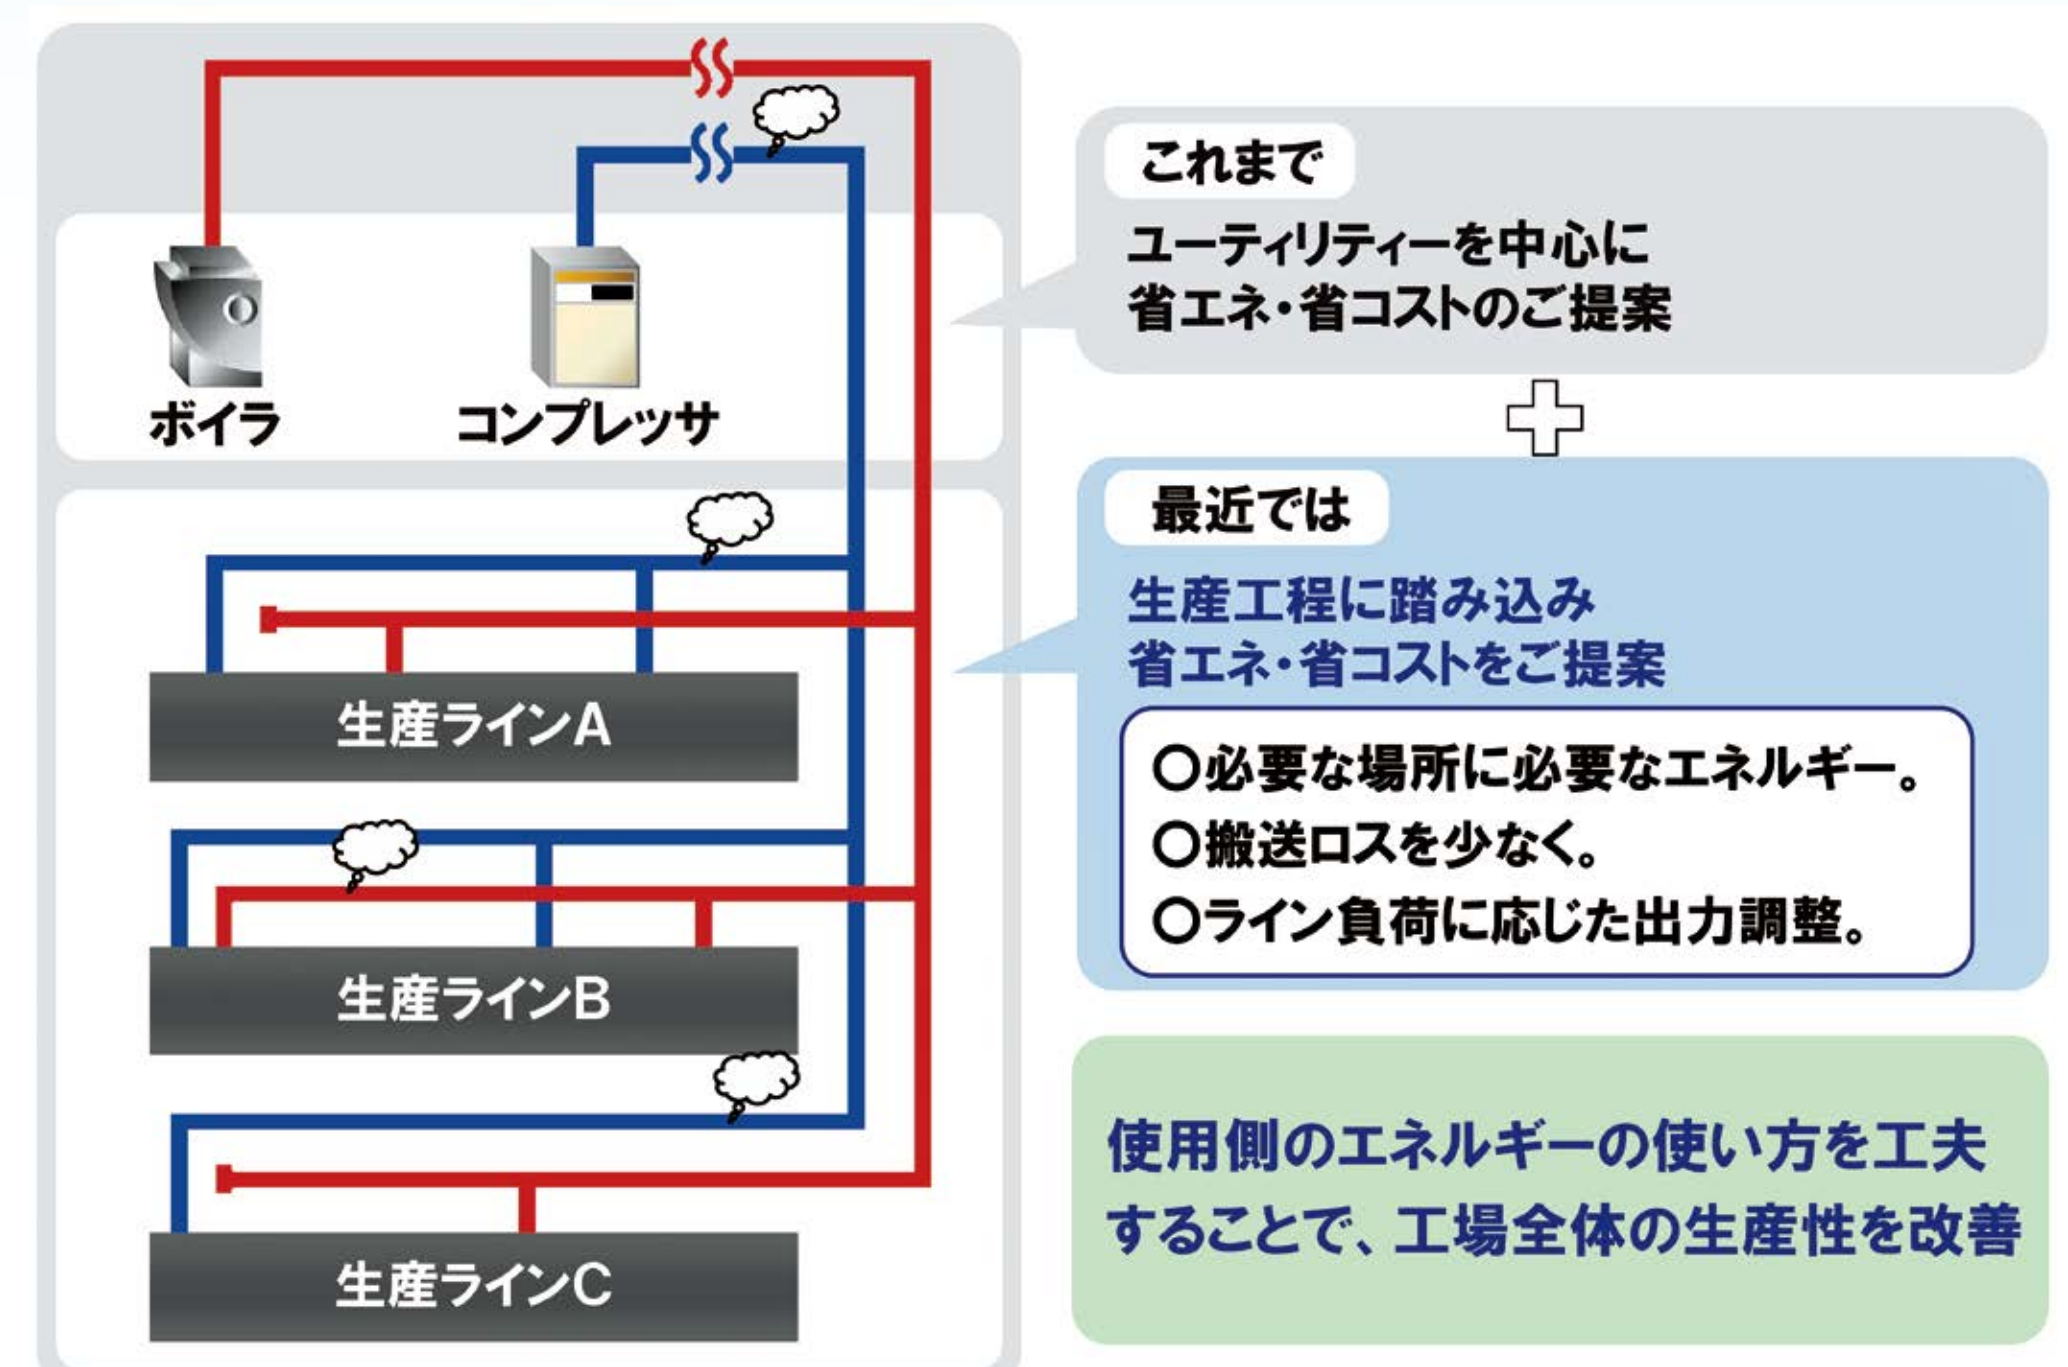 ボイラ
コンプレッサ
生産ラインA
生産ラインB
生産ラインC
これまで
ユーティリティーを中心に
省エネ・省コストのご提案
最近では
生産工程に踏み込み
省エネ・省コストをご提案
○必要な場所に必要なエネルギー。
○搬送ロスを少なく。
○ライン負荷に応じた出力調整。
使用側のエネルギーの使い方を工夫
することで、工場全体の生産性を改善